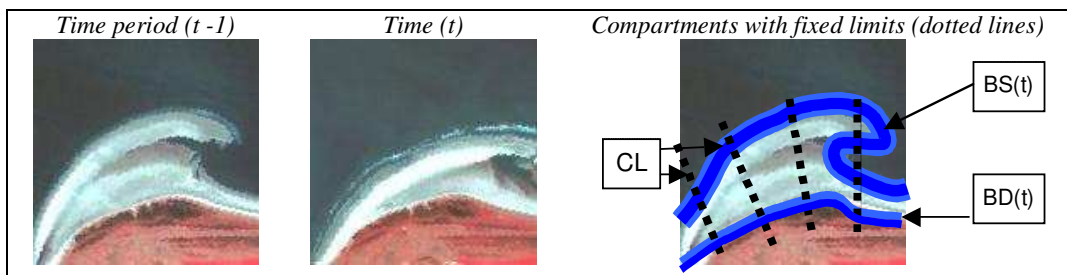 Time period (t -1) Time (t) Compartments with fixed limits (dotted lines)
BS(t)
CL
BD(t)